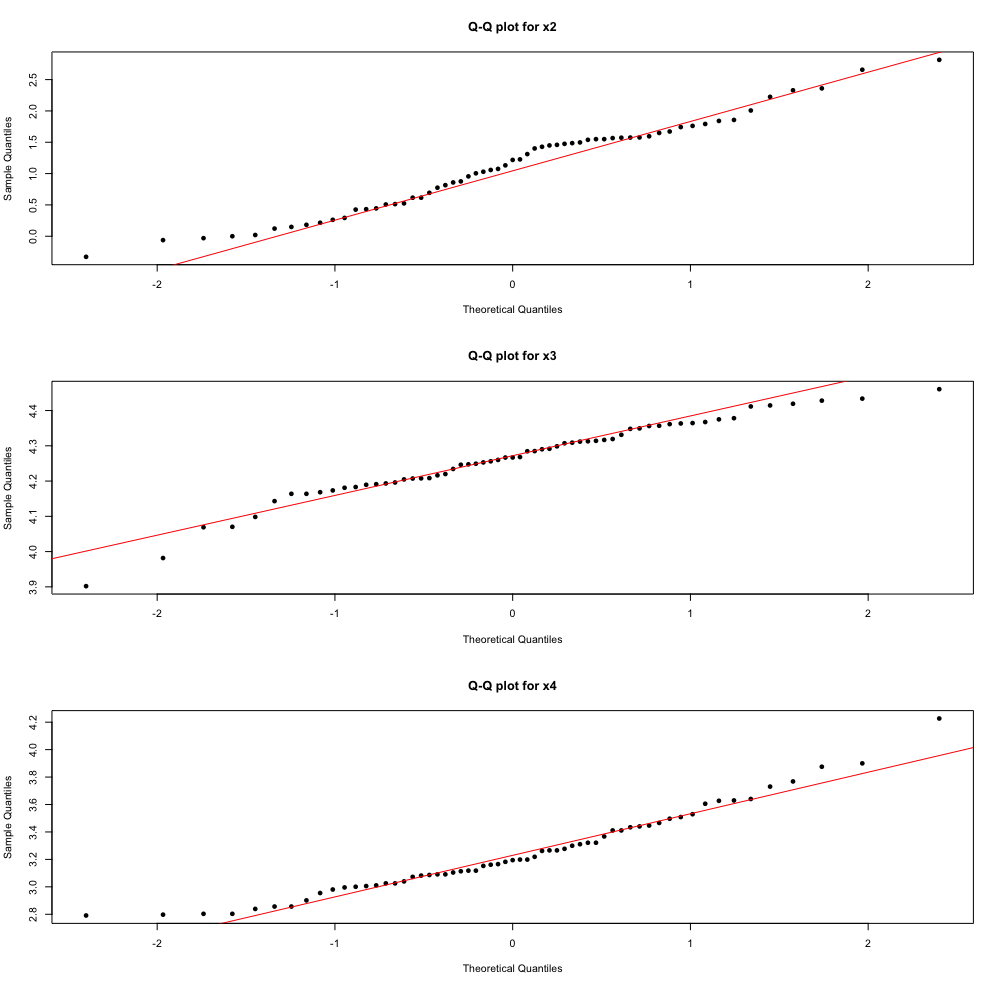 Q-Q plot for x2
Sample Quantiles
0.0 0.5 1.0 1.5 2.0 2.5
-2 -1 0 1 2
Theoretical Quantiles
Q-Q plot for x3
Sample Quantiles
3.9 4.0 4.1 4.2 4.3 4.4
-2 -1 0 1 2
Theoretical Quantiles
Q-Q plot for x4
Sample Quantiles
2.8 3.0 3.2 3.4 3.6 3.8 4.0 4.2
-2 -1 0 1 2
Theoretical Quantiles